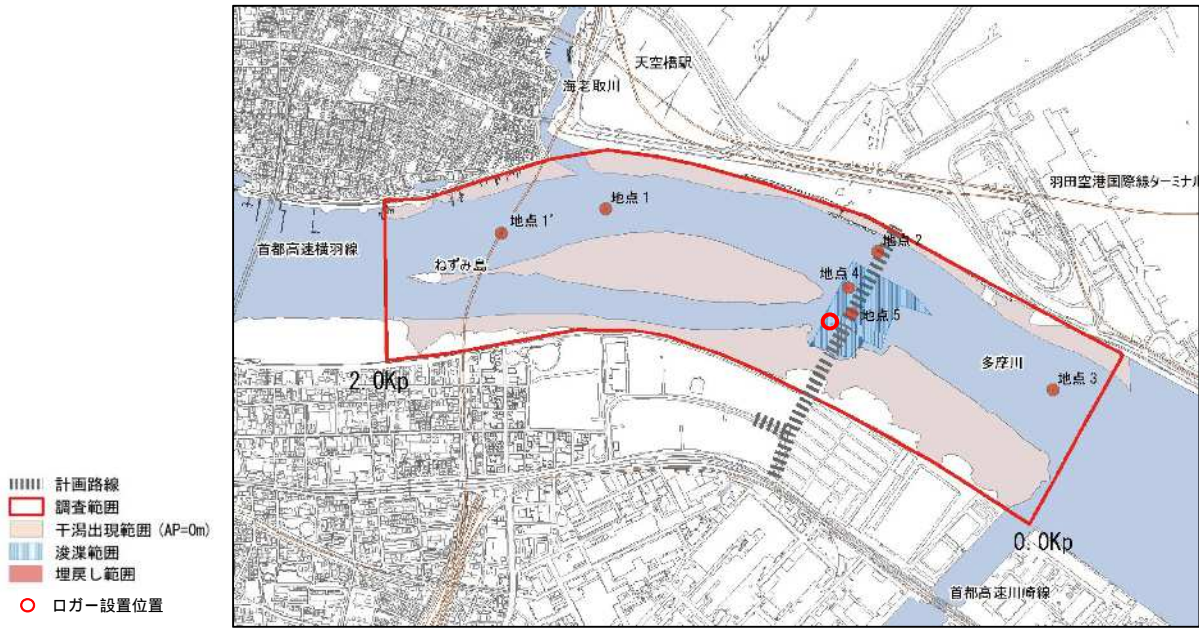 天空橋駅
海老取川
羽田空港国際線ターミナル
地点1
地点1'
地点2
首都高速横羽線
ねずみ島
地点4
地点5
多摩川
2.0Kp
地点3
計画路線
調査範囲
干潟出現範囲(AP=0m)
浚渫範囲
埋戻し範囲
ロガー設置位置
0.0Kp
首都高速川崎線